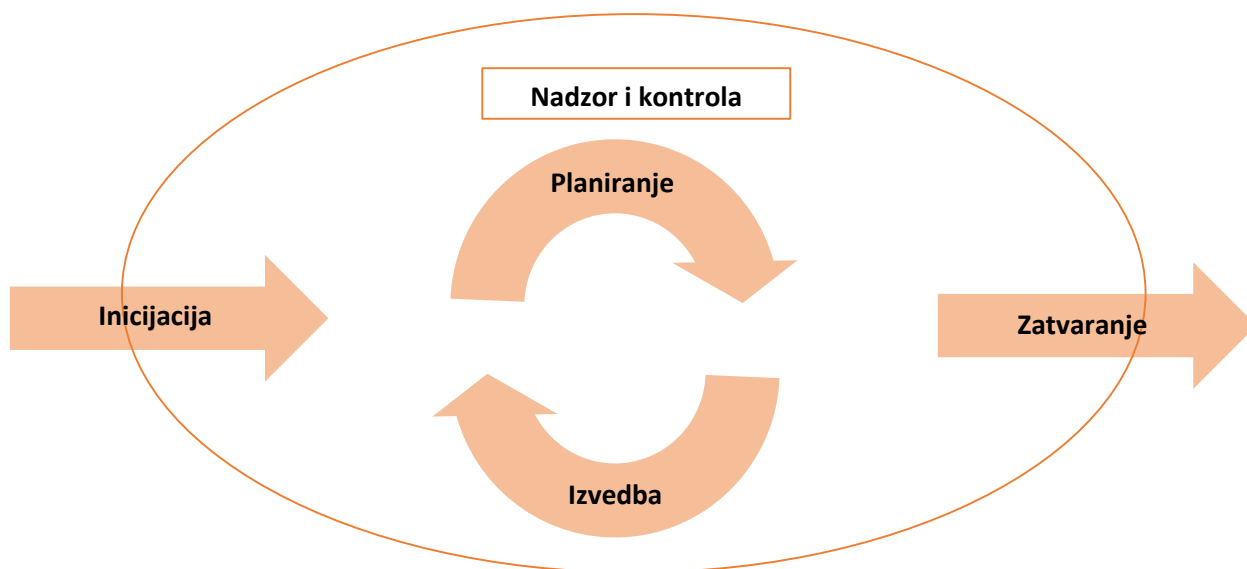 Nadzor i kontrola
Planiranje
Inicijacija
Zatvaranje
Izvedba